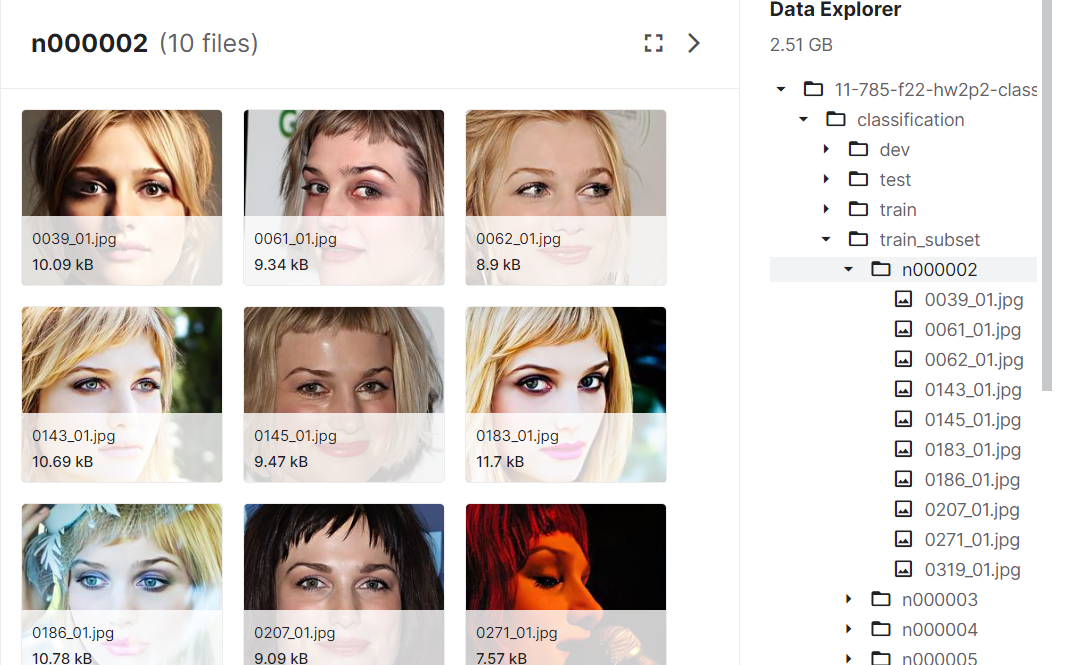 n000002 (10 files)
G
0039_01.jpg
10.09 kB
0061_01.jpg
9.34 kB
0062_01.jpg
8.9 kB
0143_01.jpg
10.69 kB
0145_01.jpg
9.47 kB
0183_01.jpg
11.7 kB
0186_01.jpg
10.78 kB
0207_01.jpg
9.09 kB
0271_01.jpg
7.57 kB
Data Explorer
2.51 GB
11-785-f22-hw2p2-class
classification
dev
test
train
train_subset
n000002
0039_01.jpg
0061_01.jpg
0062_01.jpg
0143_01.jpg
0145_01.jpg
0183_01.jpg
0186_01.jpg
0207_01.jpg
0271_01.jpg
0319_01.jpg
n000003
n000004
n000005